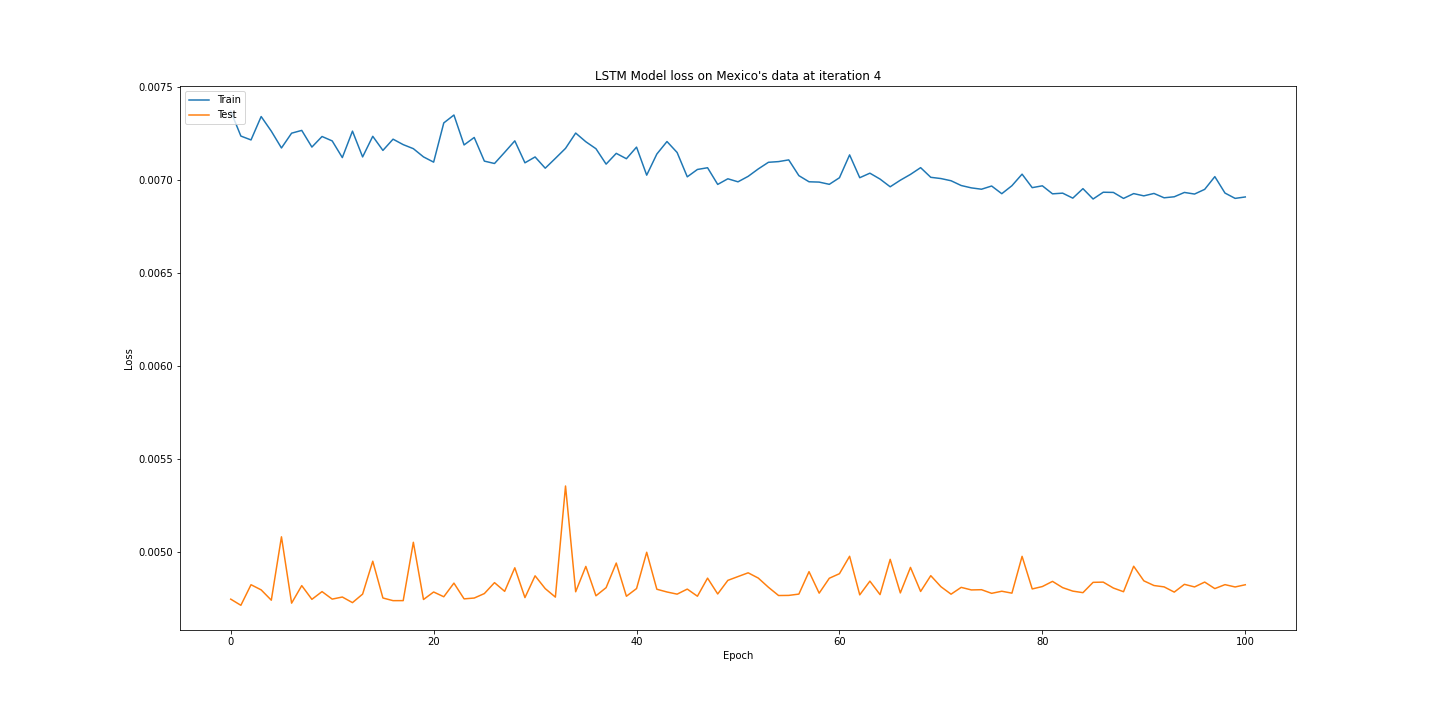 LSTM Model loss on Mexico's data at iteration 4
Train
Test
0.0075
0.0070
0.0065
0.0060
0.0055
0.0050
Loss
0 20 40 60 80 100
Epoch